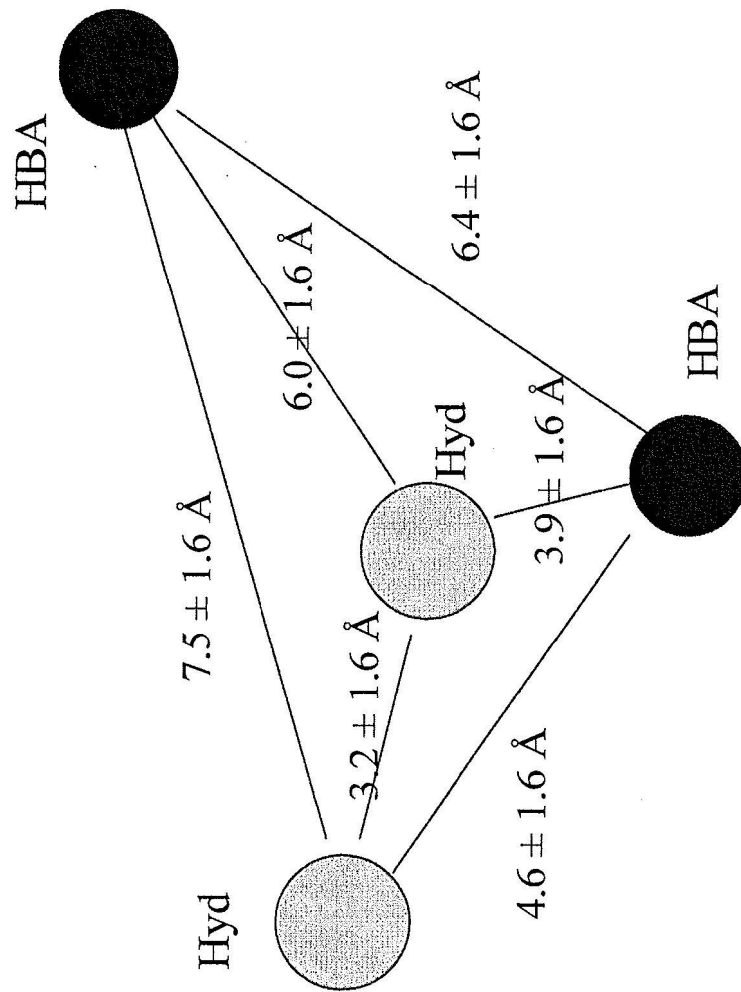 HBA
7.5 ± 1.6 Å
6.0 ± 1.6 Å
6.4 ± 1.6 Å
Hyd
Hyd
3.2 ± 1.6 Å
3.9 ± 1.6 Å
4.6 ± 1.6 Å
HBA